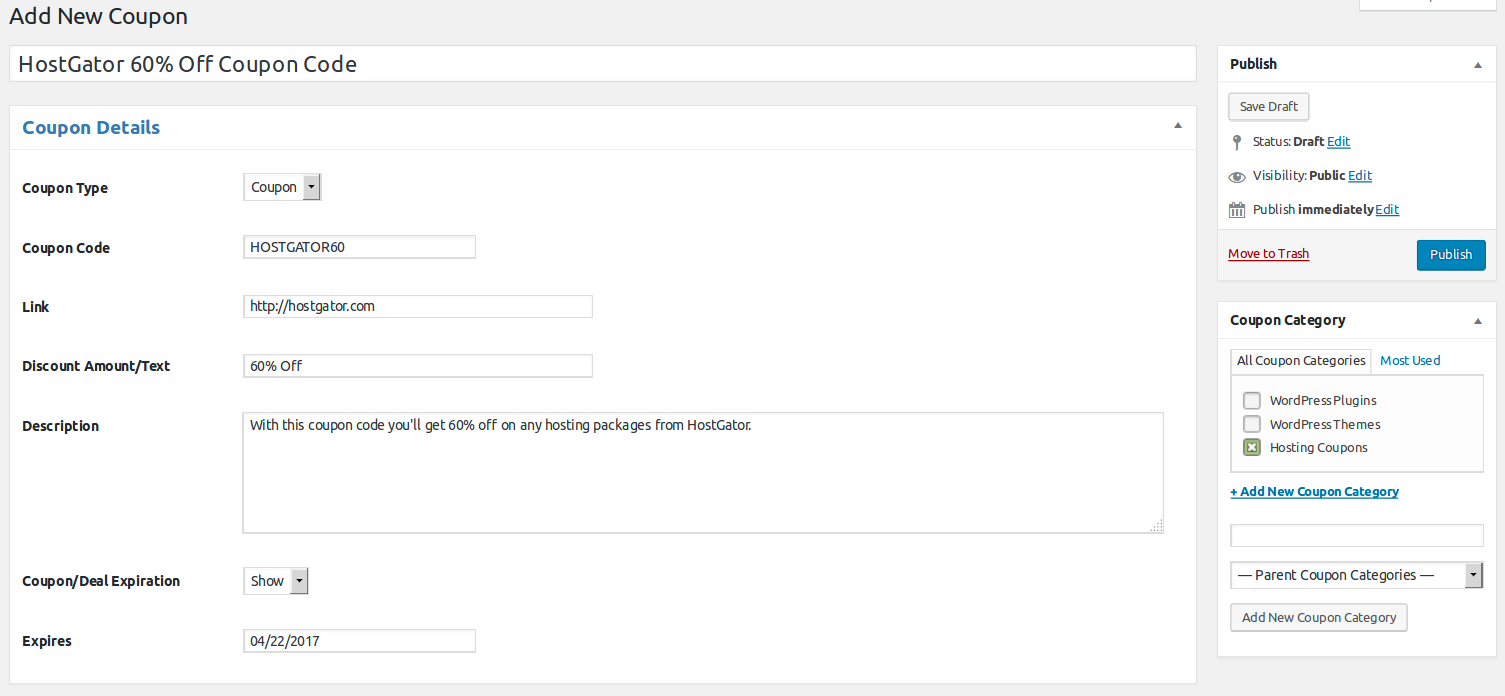 Add New Coupon
HostGator 60% Off Coupon Code
Coupon Details
Coupon Type
Coupon
Coupon Code
HOSTGATOR60
Link
http://hostgator.com
Discount Amount/Text
60% Off
Description
With this coupon code you'll get 60% off on any hosting packages from HostGator.
Coupon/Deal Expiration
Show
Expires
04/22/2017
Publish
Save Draft
Status: Draft Edit
Visibility: Public Edit
Publish immediately Edit
Move to Trash
Publish
Coupon Category
All Coupon Categories
Most Used
WordPress Plugins
WordPress Themes
Hosting Coupons
+ Add New Coupon Category
— Parent Coupon Categories —
Add New Coupon Category